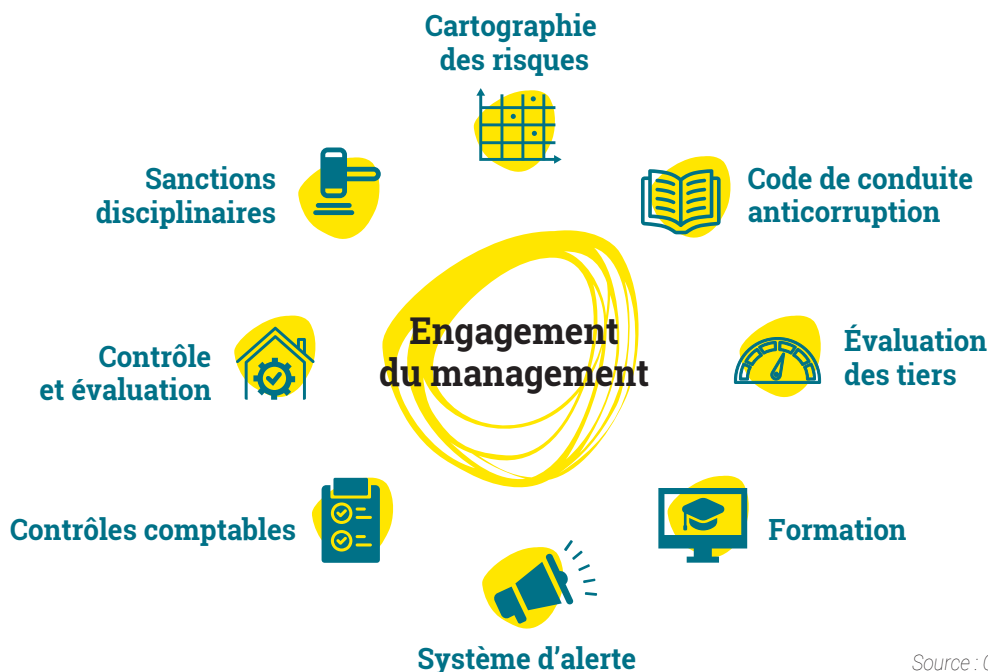 Cartographie
des risques
Sanctions
disciplinaires
Code de conduite
anticorruption
Engagement
du management
Contrôle
et évaluation
Évaluation
des tiers
Contrôles comptables
Formation
Système d'alerte
Source :